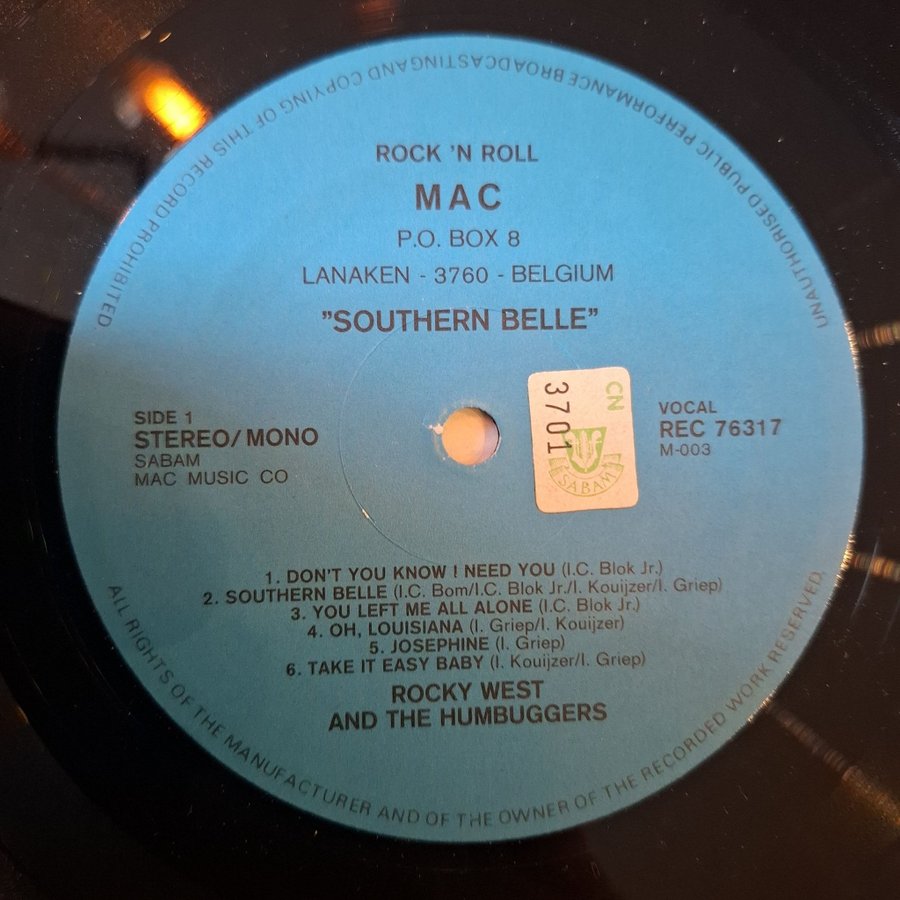 UNAUTHORISED PUBLIC PERFORMANCE BROADCASTING AND COPYING OF THIS RECORD PROHIBITED.
ROCK 'N ROLL
MAC
P.O. BOX 8
LANAKEN - 3760 - BELGIUM
"SOUTHERN BELLE"
SIDE 1
STEREO/MONO
SABAM
MAC MUSIC CO
CN
3701
SABAM
VOCAL
REC 76317
M-003
1. DON'T YOU KNOW I NEED YOU (I.C. Blok Jr.)
2. SOUTHERN BELLE (I.C. Bom/I.C. Blok Jr./I. Kouijzer/I. Griep)
3. YOU LEFT ME ALL ALONE (I.C. Blok Jr.)
4. OH, LOUISIANA (I. Griep/I. Kouijzer)
5. JOSEPHINE (I. Griep)
6. TAKE IT EASY BABY (I. Kouijzer/I. Griep)
ROCKY WEST
AND THE HUMBUGGERS
ALL RIGHTS OF THE MANUFACTURER AND OF THE OWNER OF THE RECORDED WORK RESERVED.